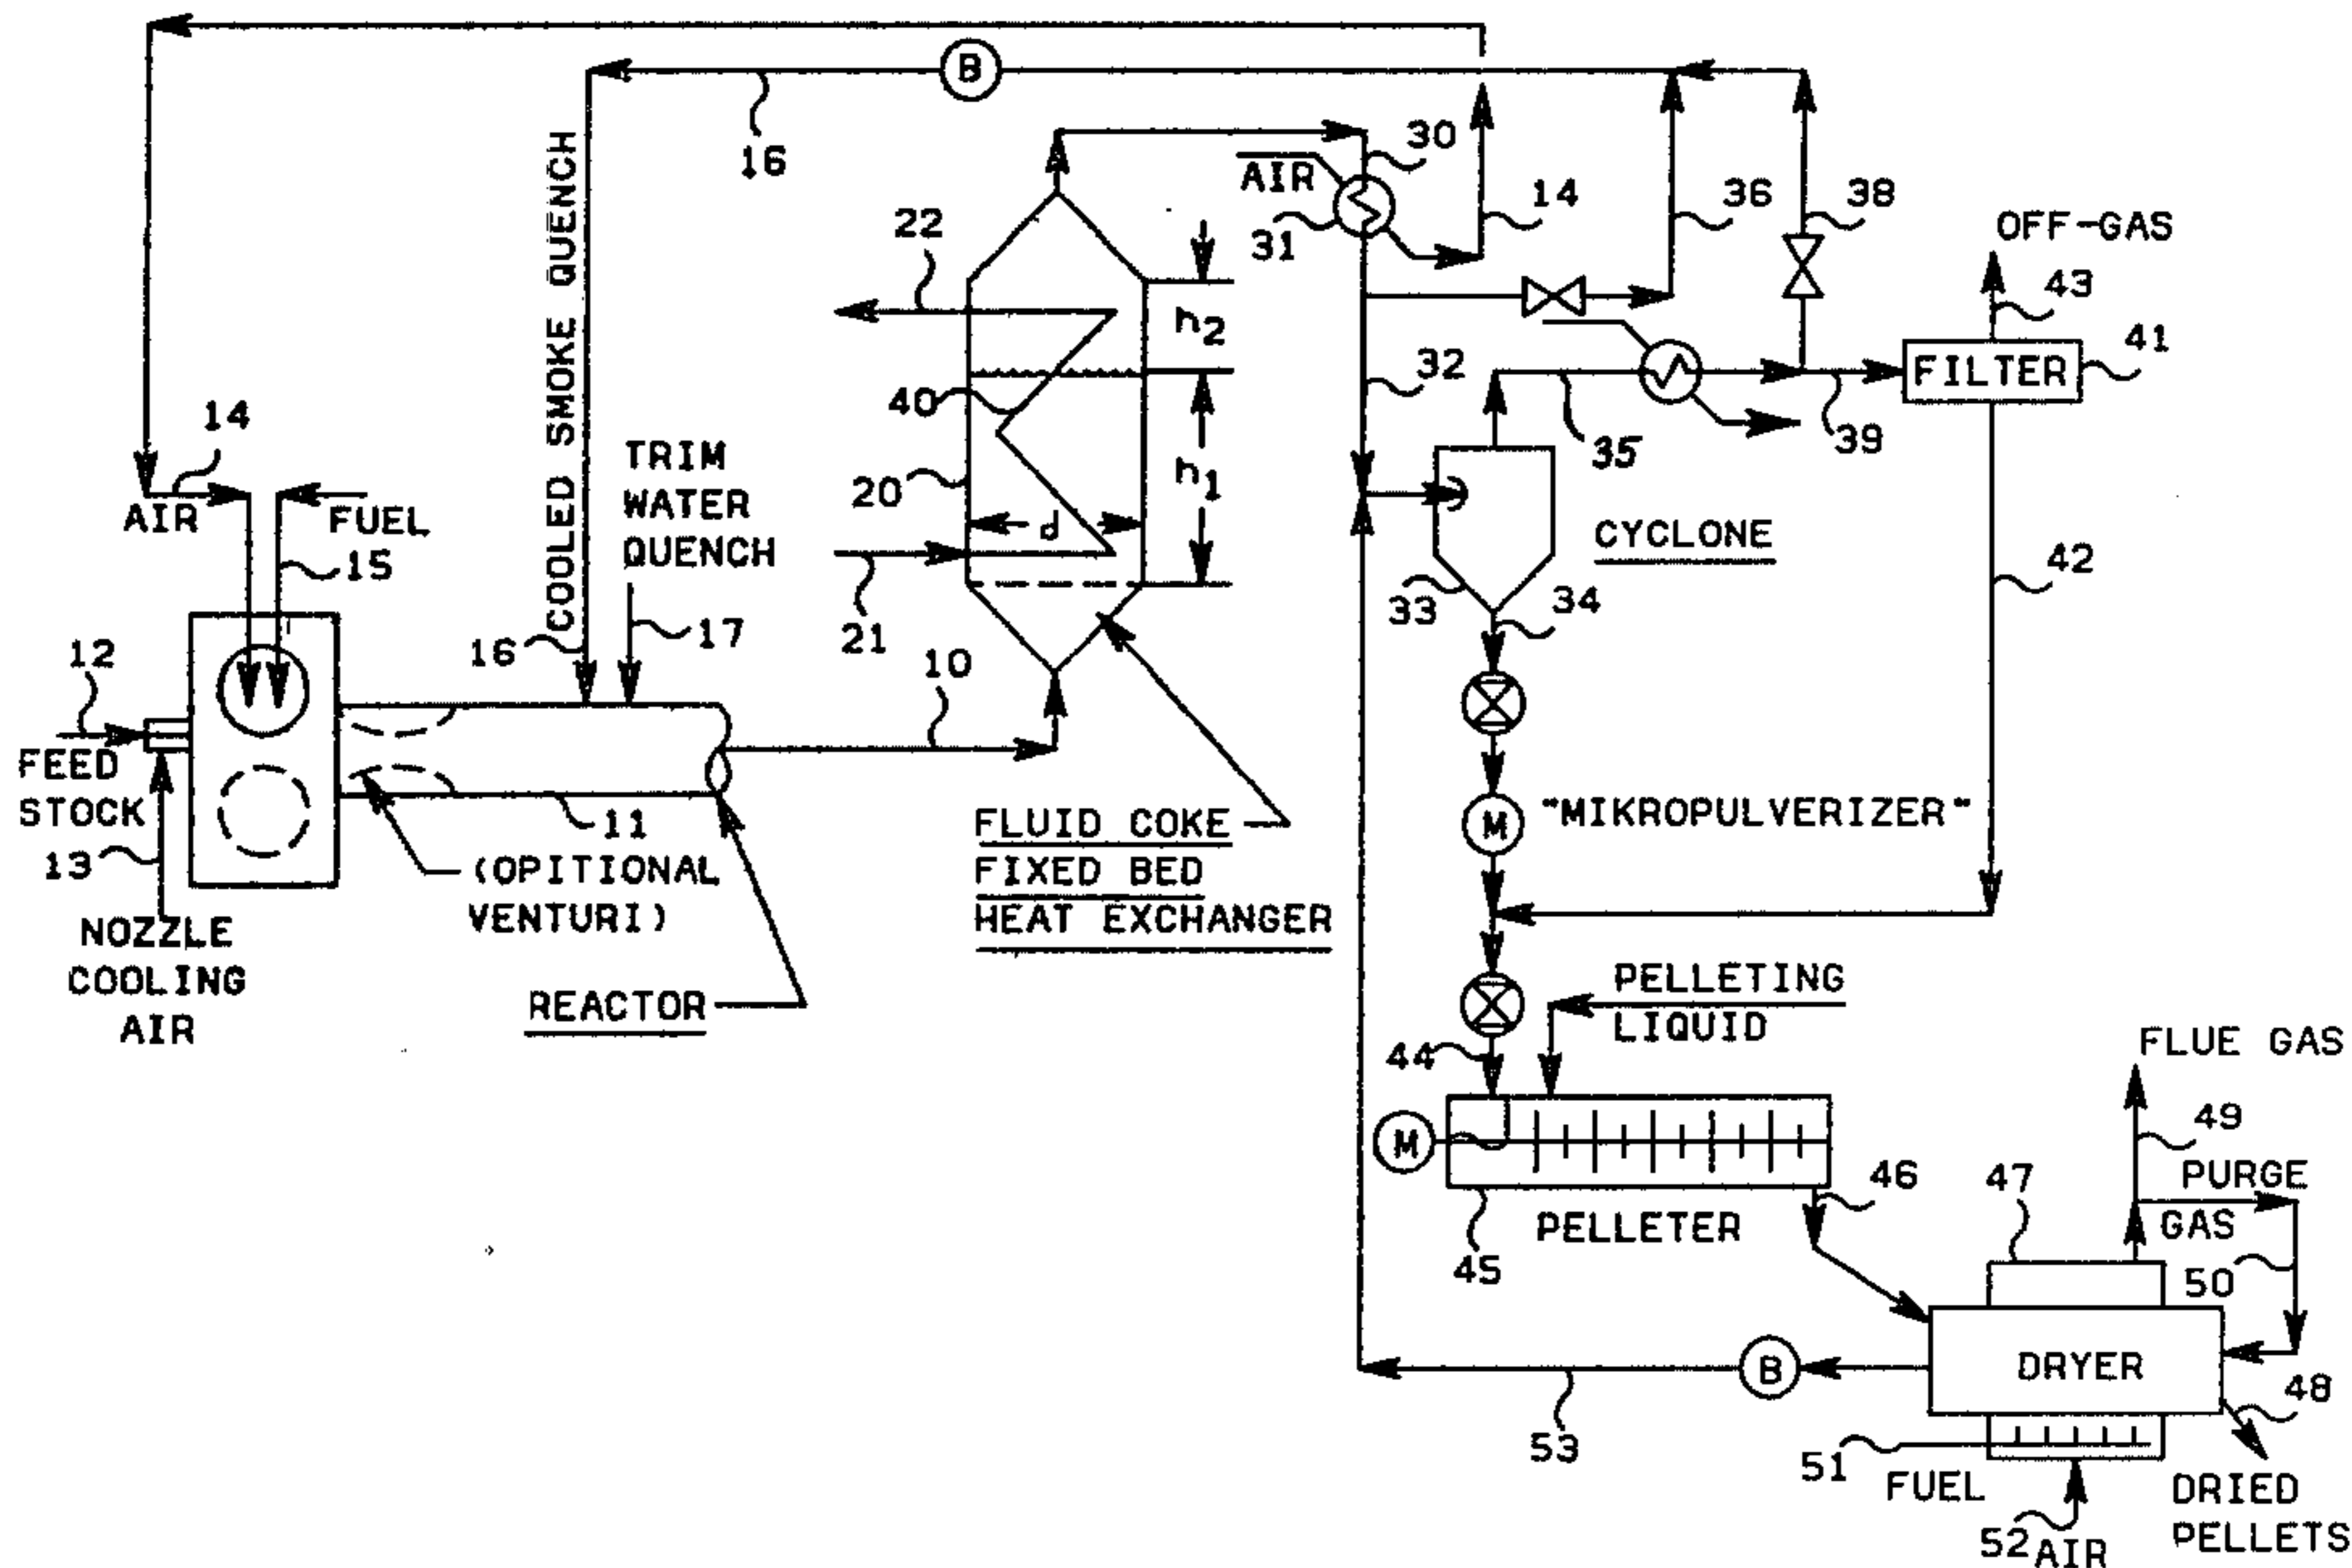 B
16
COOLED SMOKE QUENCH
30
AIR
31
14
36
38
OFF-GAS
43
22
h2
32
FILTER
41
40
35
39
14
AIR
FUEL
15
TRIM
WATER
QUENCH
20
d
h1
CYCLONE
42
21
33
34
12
16
17
10
FEED
STOCK
13
11
(OPITIONAL
VENTURI)
NOZZLE
COOLING
AIR
REACTOR
FLUID COKE
FIXED BED
HEAT EXCHANGER
M
"MIKROPULVERIZER"
PELLETING
LIQUID
44
M
45
PELLETER
46
FLUE GAS
49
PURGE
GAS
47
50
DRYER
B
53
48
51
FUEL
52
AIR
DRIED
PELLETS